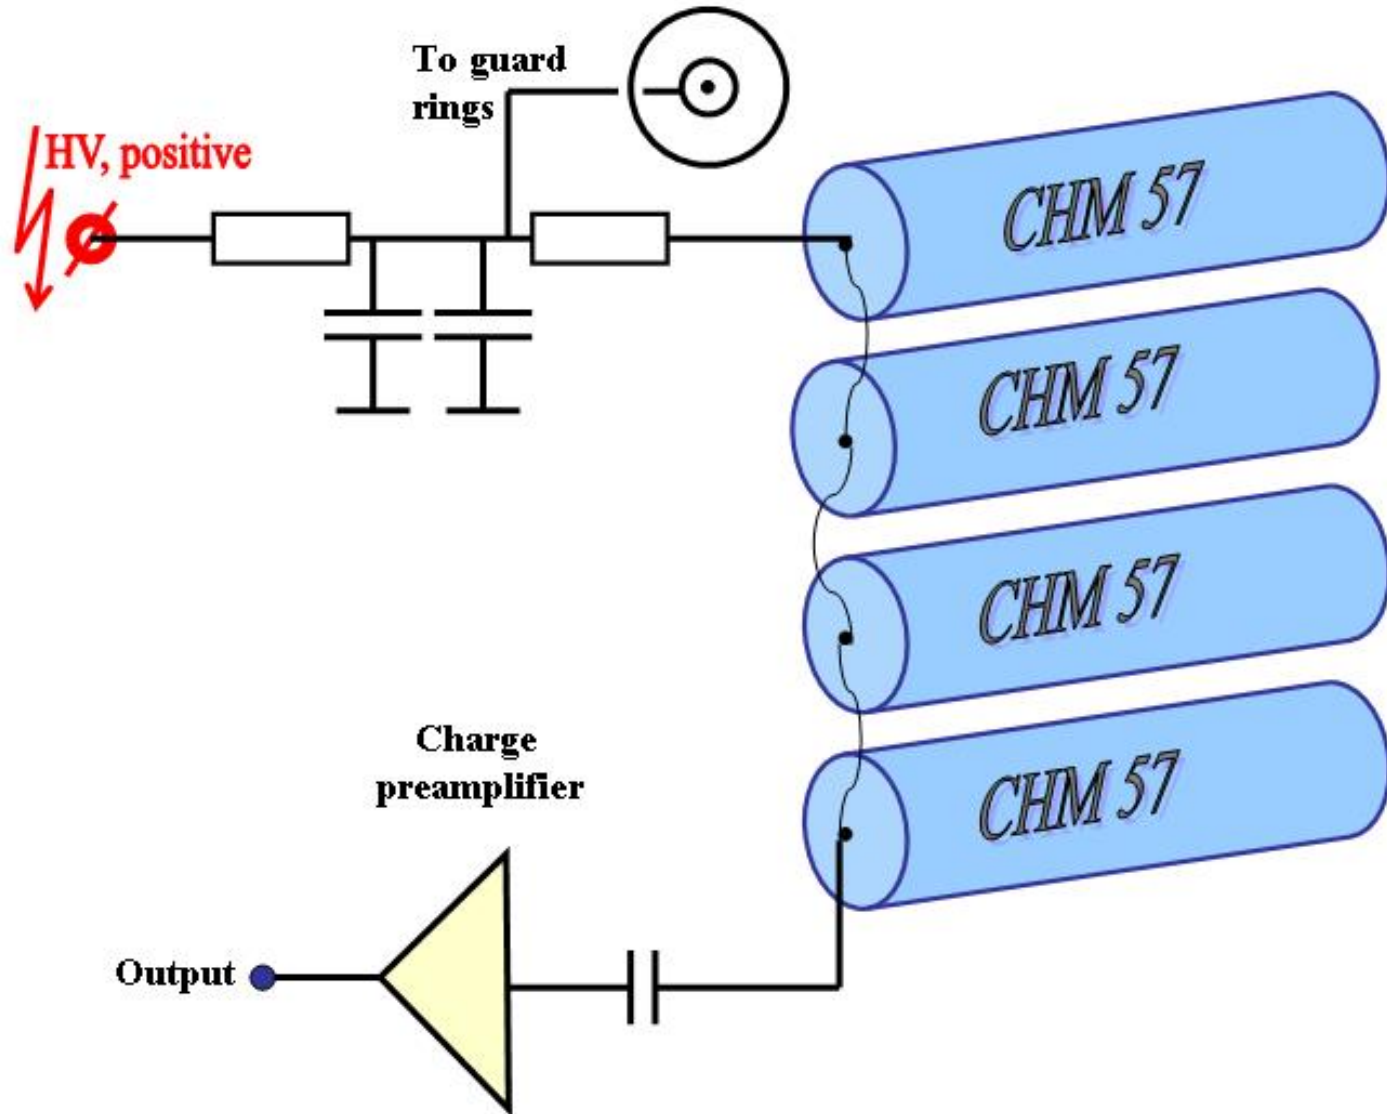 To guard
rings
HV, positive
CHM 57
CHM 57
CHM 57
CHM 57
Charge
preamplifier
Output